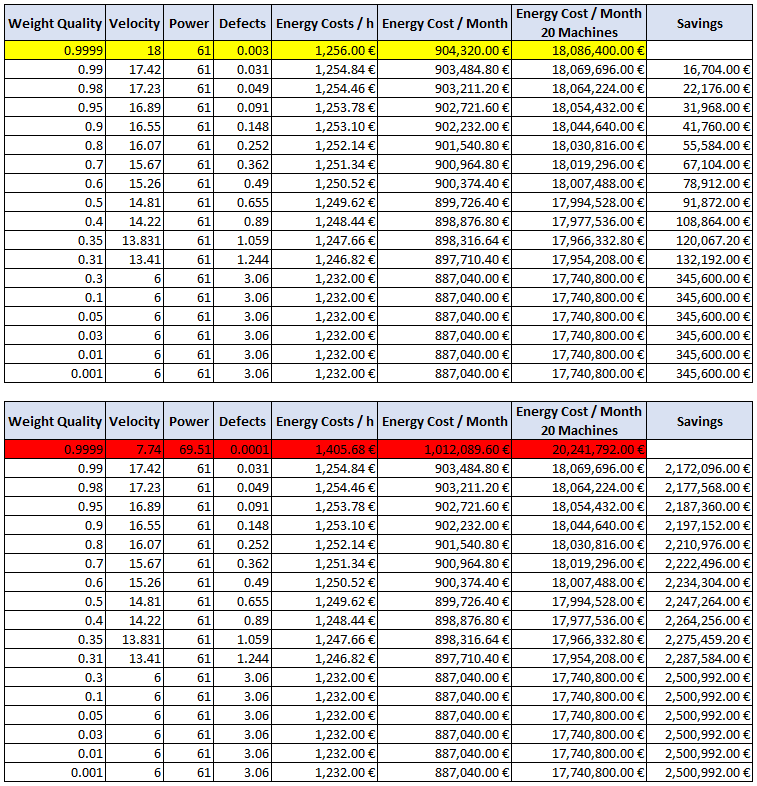 Weight Quality Velocity Power Defects Energy Costs / h Energy Cost / Month Energy Cost / Month Savings
20 Machines
0.9999 18 61 0.003 1,256.00 € 904,320.00 € 18,086,400.00 €
0.99 17.42 61 0.031 1,254.84 € 903,484.80 € 18,069,696.00 € 16,704.00 €
0.98 17.23 61 0.049 1,254.46 € 903,211.20 € 18,064,224.00 € 22,176.00 €
0.95 16.89 61 0.091 1,253.78 € 902,721.60 € 18,054,432.00 € 31,968.00 €
0.9 16.55 61 0.148 1,253.10 € 902,232.00 € 18,044,640.00 € 41,760.00 €
0.8 16.07 61 0.252 1,252.14 € 901,540.80 € 18,030,816.00 € 55,584.00 €
0.7 15.67 61 0.362 1,251.34 € 900,964.80 € 18,019,296.00 € 67,104.00 €
0.6 15.26 61 0.49 1,250.52 € 900,374.40 € 18,007,488.00 € 78,912.00 €
0.5 14.81 61 0.655 1,249.62 € 899,726.40 € 17,994,528.00 € 91,872.00 €
0.4 14.22 61 0.89 1,248.44 € 898,876.80 € 17,977,536.00 € 108,864.00 €
0.35 13.831 61 1.059 1,247.66 € 898,316.64 € 17,966,332.80 € 120,067.20 €
0.31 13.41 61 1.244 1,246.82 € 897,710.40 € 17,954,208.00 € 132,192.00 €
0.3 6 61 3.06 1,232.00 € 887,040.00 € 17,740,800.00 € 345,600.00 €
0.1 6 61 3.06 1,232.00 € 887,040.00 € 17,740,800.00 € 345,600.00 €
0.05 6 61 3.06 1,232.00 € 887,040.00 € 17,740,800.00 € 345,600.00 €
0.03 6 61 3.06 1,232.00 € 887,040.00 € 17,740,800.00 € 345,600.00 €
0.01 6 61 3.06 1,232.00 € 887,040.00 € 17,740,800.00 € 345,600.00 €
0.001 6 61 3.06 1,232.00 € 887,040.00 € 17,740,800.00 € 345,600.00 €
Weight Quality Velocity Power Defects Energy Costs / h Energy Cost / Month Energy Cost / Month Savings
20 Machines
0.9999 7.74 69.51 0.0001 1,405.68 € 1,012,089.60 € 20,241,792.00 €
0.99 17.42 61 0.031 1,254.84 € 903,484.80 € 18,069,696.00 € 2,172,096.00 €
0.98 17.23 61 0.049 1,254.46 € 903,211.20 € 18,064,224.00 € 2,177,568.00 €
0.95 16.89 61 0.091 1,253.78 € 902,721.60 € 18,054,432.00 € 2,187,360.00 €
0.9 16.55 61 0.148 1,253.10 € 902,232.00 € 18,044,640.00 € 2,197,152.00 €
0.8 16.07 61 0.252 1,252.14 € 901,540.80 € 18,030,816.00 € 2,210,976.00 €
0.7 15.67 61 0.362 1,251.34 € 900,964.80 € 18,019,296.00 € 2,222,496.00 €
0.6 15.26 61 0.49 1,250.52 € 900,374.40 € 18,007,488.00 € 2,234,304.00 €
0.5 14.81 61 0.655 1,249.62 € 899,726.40 € 17,994,528.00 € 2,247,264.00 €
0.4 14.22 61 0.89 1,248.44 € 898,876.80 € 17,977,536.00 € 2,264,256.00 €
0.35 13.831 61 1.059 1,247.66 € 898,316.64 € 17,966,332.80 € 2,275,459.20 €
0.31 13.41 61 1.244 1,246.82 € 897,710.40 € 17,954,208.00 € 2,287,584.00 €
0.3 6 61 3.06 1,232.00 € 887,040.00 € 17,740,800.00 € 2,500,992.00 €
0.1 6 61 3.06 1,232.00 € 887,040.00 € 17,740,800.00 € 2,500,992.00 €
0.05 6 61 3.06 1,232.00 € 887,040.00 € 17,740,800.00 € 2,500,992.00 €
0.03 6 61 3.06 1,232.00 € 887,040.00 € 17,740,800.00 € 2,500,992.00 €
0.01 6 61 3.06 1,232.00 € 887,040.00 € 17,740,800.00 € 2,500,992.00 €
0.001 6 61 3.06 1,232.00 € 887,040.00 € 17,740,800.00 € 2,500,992.00 €